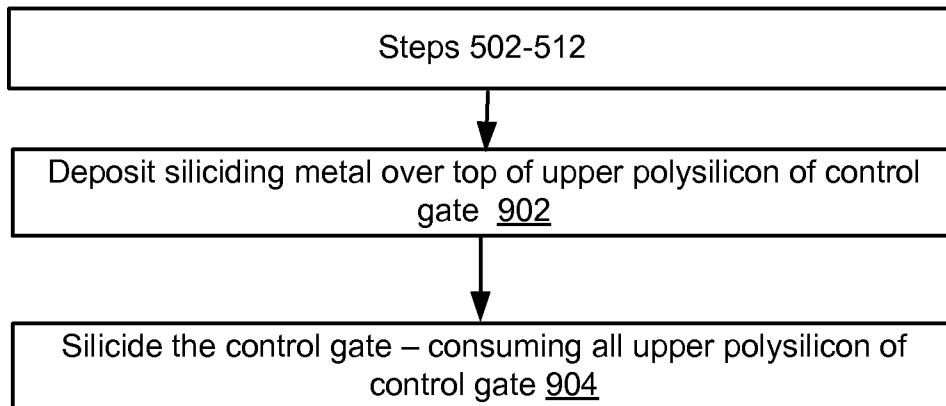 Steps 502-512
Deposit siliciding metal over top of upper polysilicon of control
gate 902
Silicide the control gate – consuming all upper polysilicon of
control gate 904